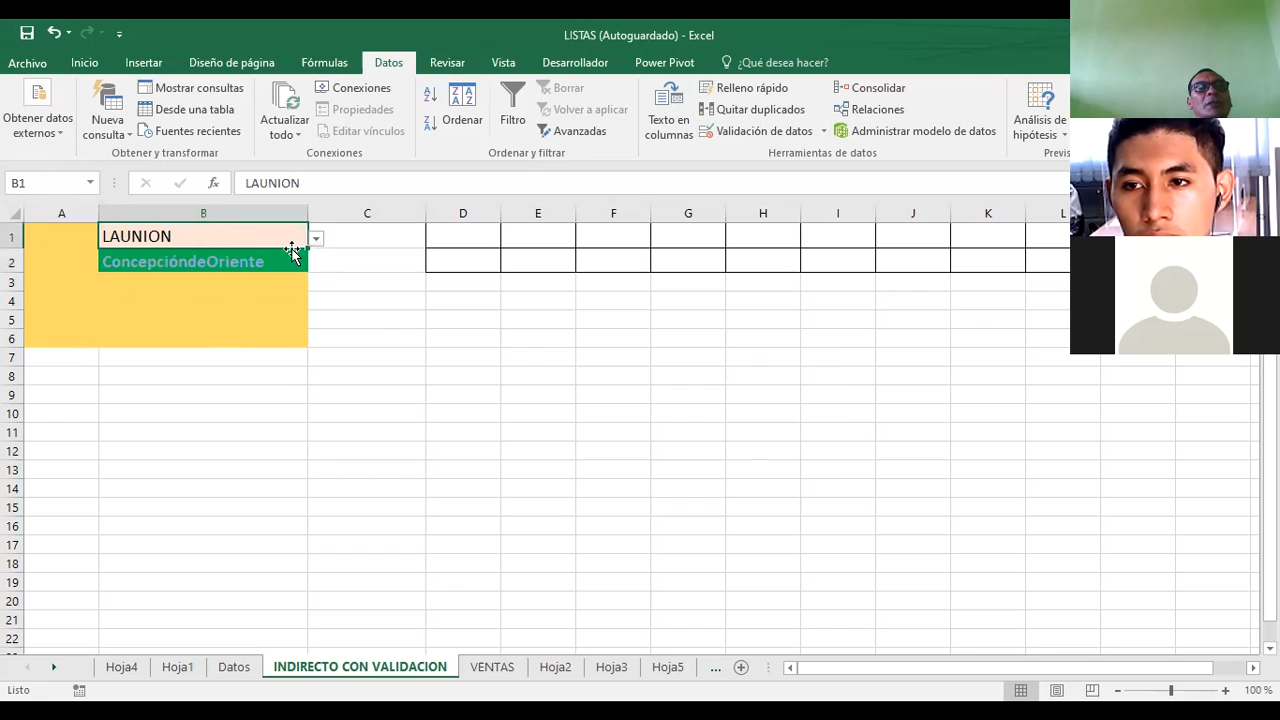 LISTAS (Autoguardado) - Excel
Archivo Inicio Insertar Diseño de página Fórmulas Datos Revisar Vista Desarrollador Power Pivot ¿Qué desea hacer?
Obtener datos externos
Nueva consulta
Mostrar consultas
Desde una tabla
Fuentes recientes
Obtener y transformar
Actualizar todo
Conexiones
Propiedades
Editar vínculos
Conexiones
Ordenar
Filtro
Borrar
Volver a aplicar
Avanzadas
Ordenar y filtrar
Texto en columnas
Relleno rápido
Quitar duplicados
Validación de datos
Consolidar
Relaciones
Administrar modelo de datos
Herramientas de datos
Análisis de hipótesis
Previs
B1 fx LAUNION
A B C D E F G H I J K L
1 LAUNION
2 ConcepcióndeOriente
3
4
5
6
7
8
9
10
11
12
13
14
15
16
17
18
19
20
21
22
Hoja4 Hoja1 Datos INDIRECTO CON VALIDACION VENTAS Hoja2 Hoja3 Hoja5 ...
Listo 100 %